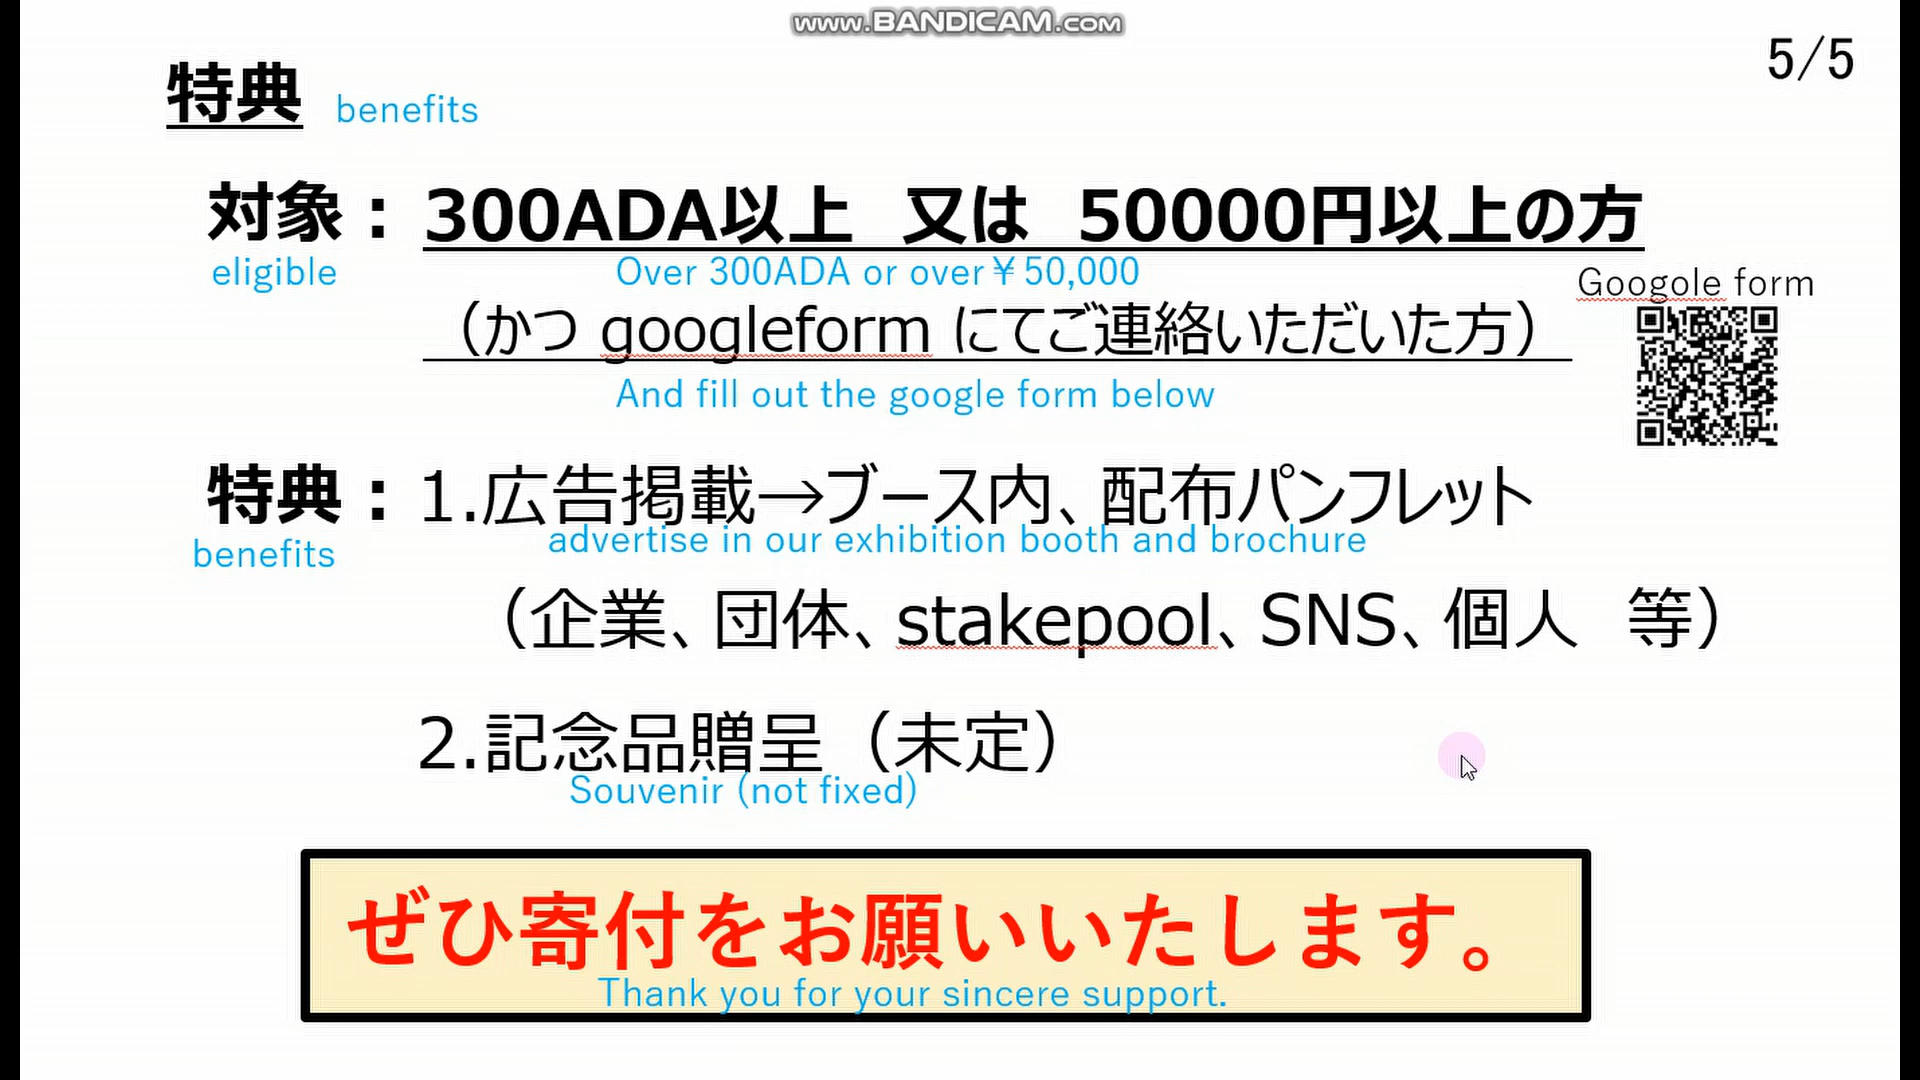 www.BANDICAM.com
5/5
特典 benefits
対象：300ADA以上 又は 50000円以上の方
eligible Over 300ADA or over￥50,000
Googole form
（かつ googleform にてご連絡いただいた方）
And fill out the google form below
特典：1.広告掲載→ブース内、配布パンフレット
benefits advertise in our exhibition booth and brochure
（企業、団体、stakepool、SNS、個人 等）
2.記念品贈呈（未定）
Souvenir (not fixed)
ぜひ寄付をお願いいたします。
Thank you for your sincere support.